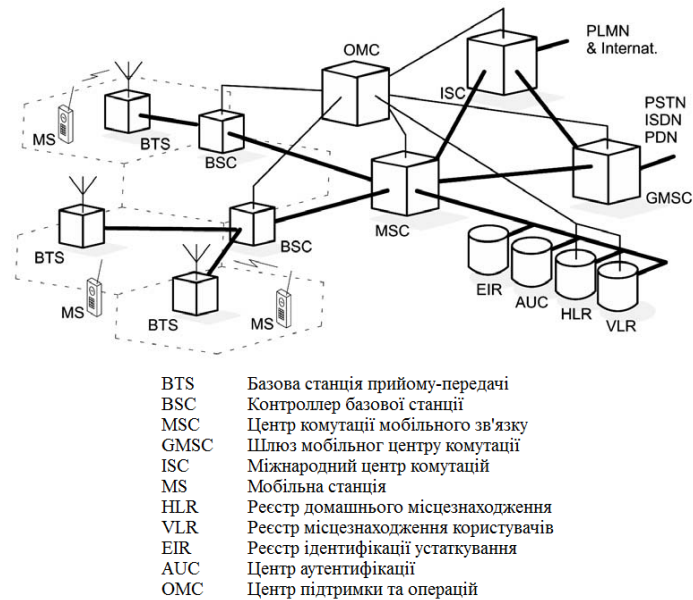 OMC
ISC
PLMN
& Internat.
MS
BTS
BSC
PSTN
ISDN
PDN
MSC
GMSC
BTS
BSC
MS
BTS
MS
EIR
AUC
HLR
VLR
BTS Базова станція прийому-передачі
BSC Контроллер базової станції
MSC Центр комутації мобільного зв'язку
GMSC Шлюз мобільног центру комутації
ISC Міжнародний центр комутацій
MS Мобільна станція
HLR Реєстр домашнього місцезнаходження
VLR Реєстр місцезнаходження користувачів
EIR Реєстр ідентифікації устаткування
AUC Центр аутентифікації
OMC Центр підтримки та операцій